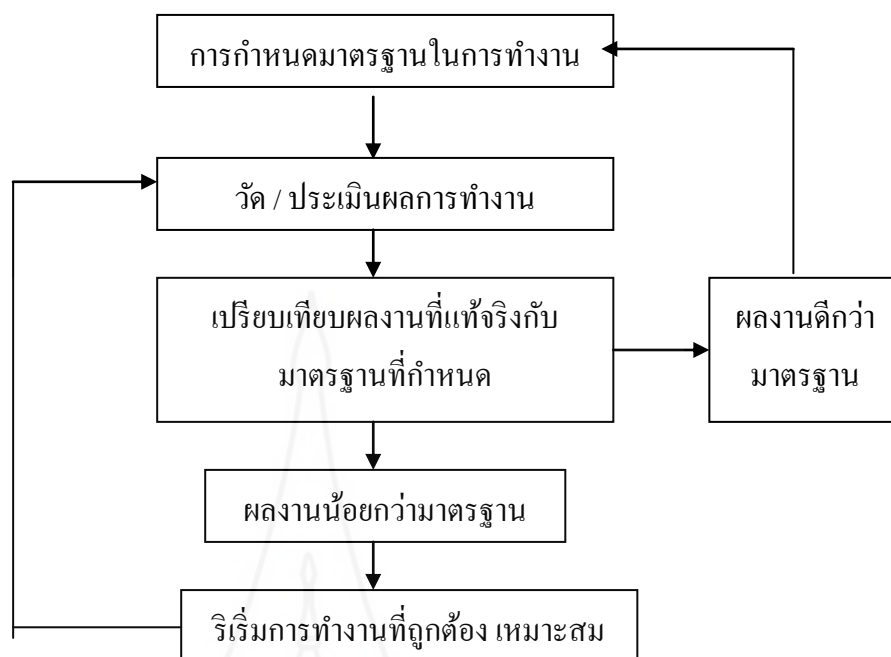 การกำหนดมาตรฐานในการทำงาน
วัด / ประเมินผลการทำงาน
เปรียบเทียบผลงานที่แท้จริงกับ
มาตรฐานที่กำหนด
ผลงานดีกว่า
มาตรฐาน
ผลงานน้อยกว่ามาตรฐาน
ริเริ่มการทำงานที่ถูกต้อง เหมาะสม